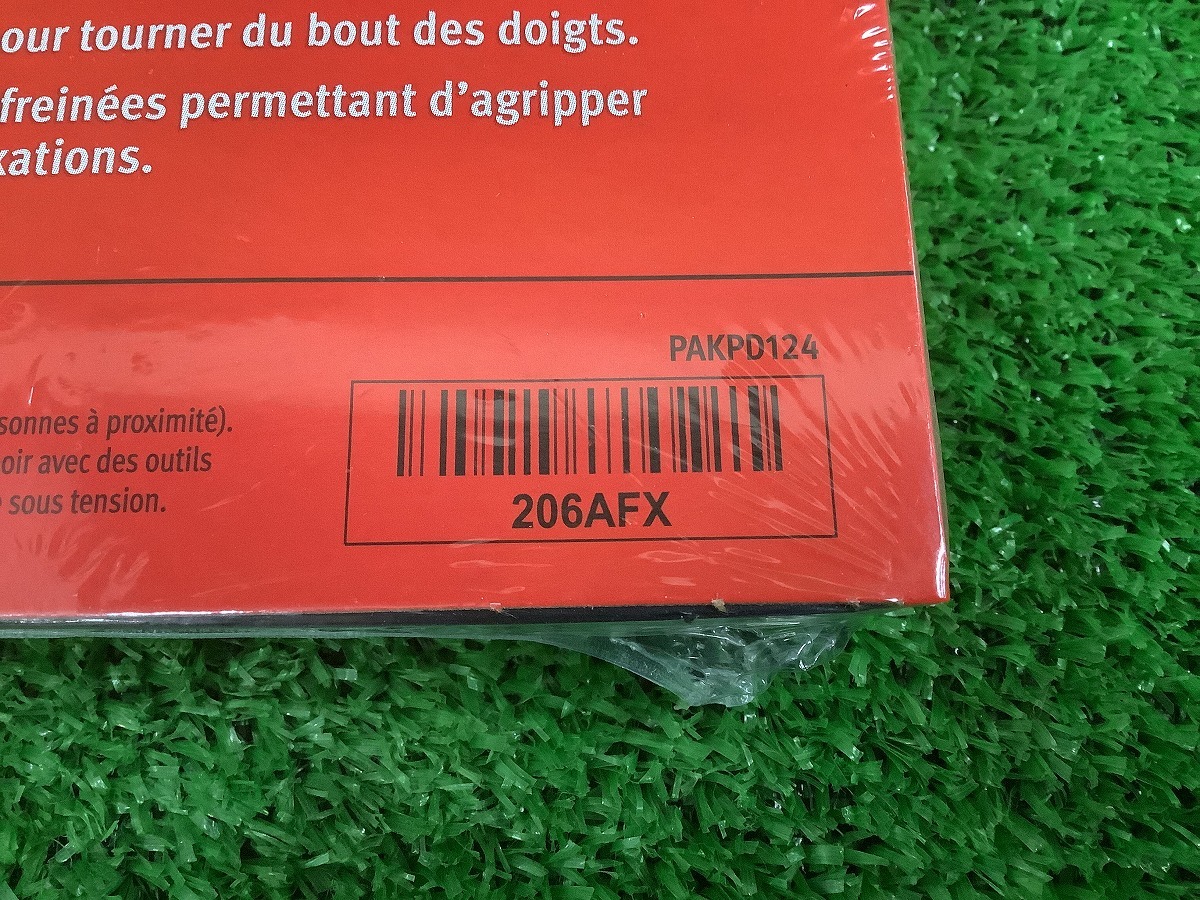 our tourner du bout des doigts.
freinées permettant d'agripper
ations.
PAKPD124
sonnes à proximité).
oir avec des outils
sous tension.
206AFX